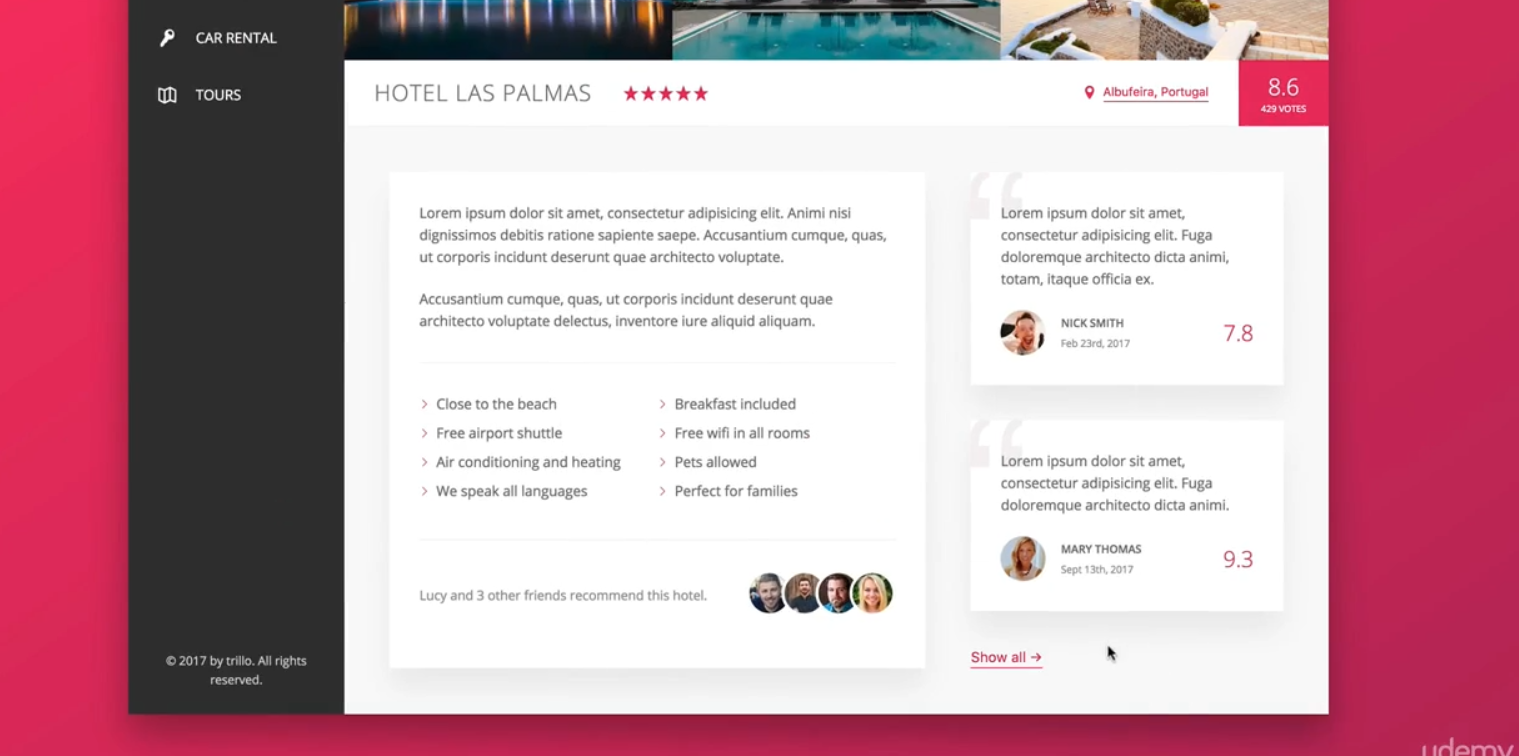 CAR RENTAL
TOURS
© 2017 by trillo. All rights
reserved.
HOTEL LAS PALMAS ★★★★★
Albufeira, Portugal
8.6
429 VOTES
Lorem ipsum dolor sit amet, consectetur adipisicing elit. Animi nisi
dignissimos debitis ratione sapiente saepe. Accusantium cumque, quas,
ut corporis incidunt deserunt quae architecto voluptate.
Accusantium cumque, quas, ut corporis incidunt deserunt quae
architecto voluptate delectus, inventore iure aliquid aliquam.
Close to the beach
Free airport shuttle
Air conditioning and heating
We speak all languages
Breakfast included
Free wifi in all rooms
Pets allowed
Perfect for families
Lucy and 3 other friends recommend this hotel.
“
Lorem ipsum dolor sit amet,
consectetur adipisicing elit. Fuga
doloremque architecto dicta animi,
totam, itaque officia ex.
NICK SMITH
Feb 23rd, 2017
7.8
“
Lorem ipsum dolor sit amet,
consectetur adipisicing elit. Fuga
doloremque architecto dicta animi.
MARY THOMAS
Sept 13th, 2017
9.3
Show all →
udemy